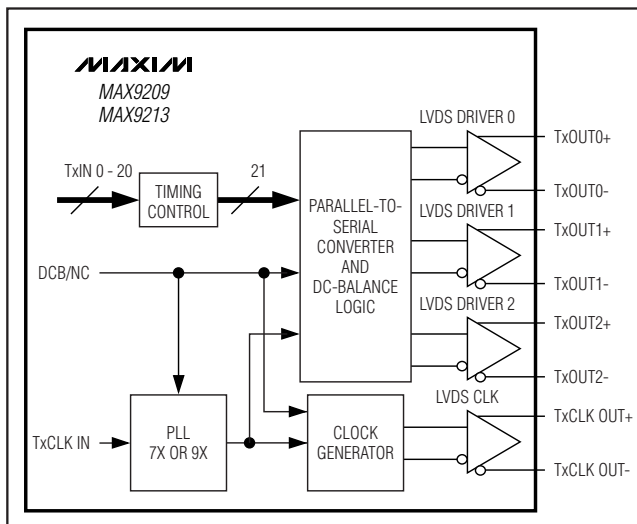 MAXIM
MAX9209
MAX9213
TxIN 0 - 20
TIMING
CONTROL
21
PARALLEL-TO-
SERIAL
CONVERTER
AND
DC-BALANCE
LOGIC
LVDS DRIVER 0
TxOUT0+
TxOUT0-
LVDS DRIVER 1
TxOUT1+
TxOUT1-
DCB/NC
LVDS DRIVER 2
TxOUT2+
TxOUT2-
TxCLK IN
PLL
7X OR 9X
CLOCK
GENERATOR
LVDS CLK
TxCLK OUT+
TxCLK OUT-